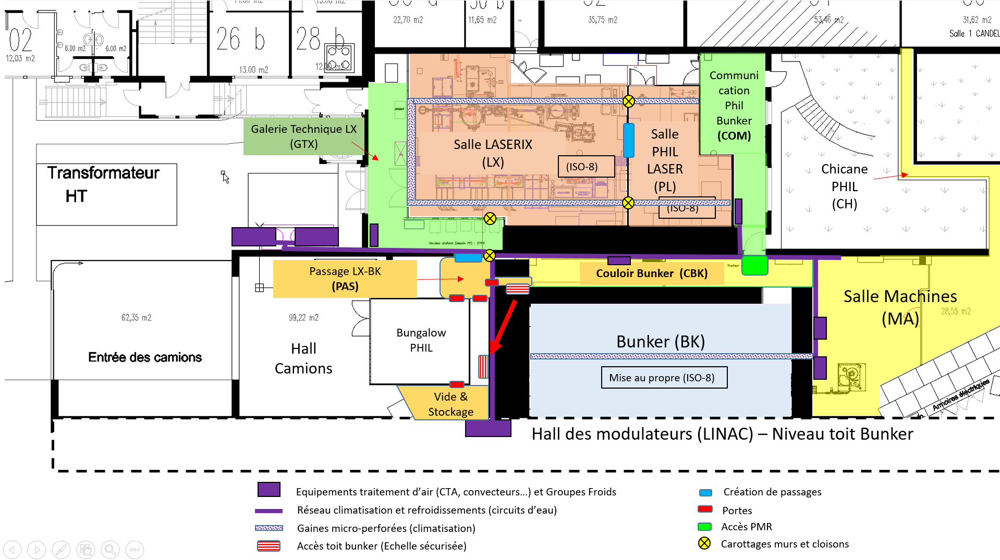 22,70 m2
11,65 m2
35,75 m2
53,46 m2
31,62 m2
Salle 1 CANDEL
02
12,03 m2
6.00 m2
6.00 m2
26 b
13.00 m2
28 b
Communi
cation
Phil
Bunker
(COM)
Galerie Technique LX
(GTX)
Salle LASERIX
(LX)
(ISO-8)
Salle
PHIL
LASER
(PL)
(ISO-8)
Chicane
PHIL
(CH)
Transformateur
HT
Hauteur plafond (depuis FF) : 2780
Passage LX-BK
(PAS)
Couloir Bunker (CBK)
Salle Machines
(MA)
28,55 m2
62,35 m2
99,22 m2
Entrée des camions
Hall
Camions
Bungalow
PHIL
Bunker (BK)
Mise au propre (ISO-8)
Vide &
Stockage
Armoires électriques
Hall des modulateurs (LINAC) – Niveau toit Bunker
Equipements traitement d’air (CTA, convecteurs…) et Groupes Froids
Réseau climatisation et refroidissements (circuits d’eau)
Gaines micro-perforées (climatisation)
Accès toit bunker (Echelle sécurisée)
Création de passages
Portes
Accès PMR
Carottages murs et cloisons